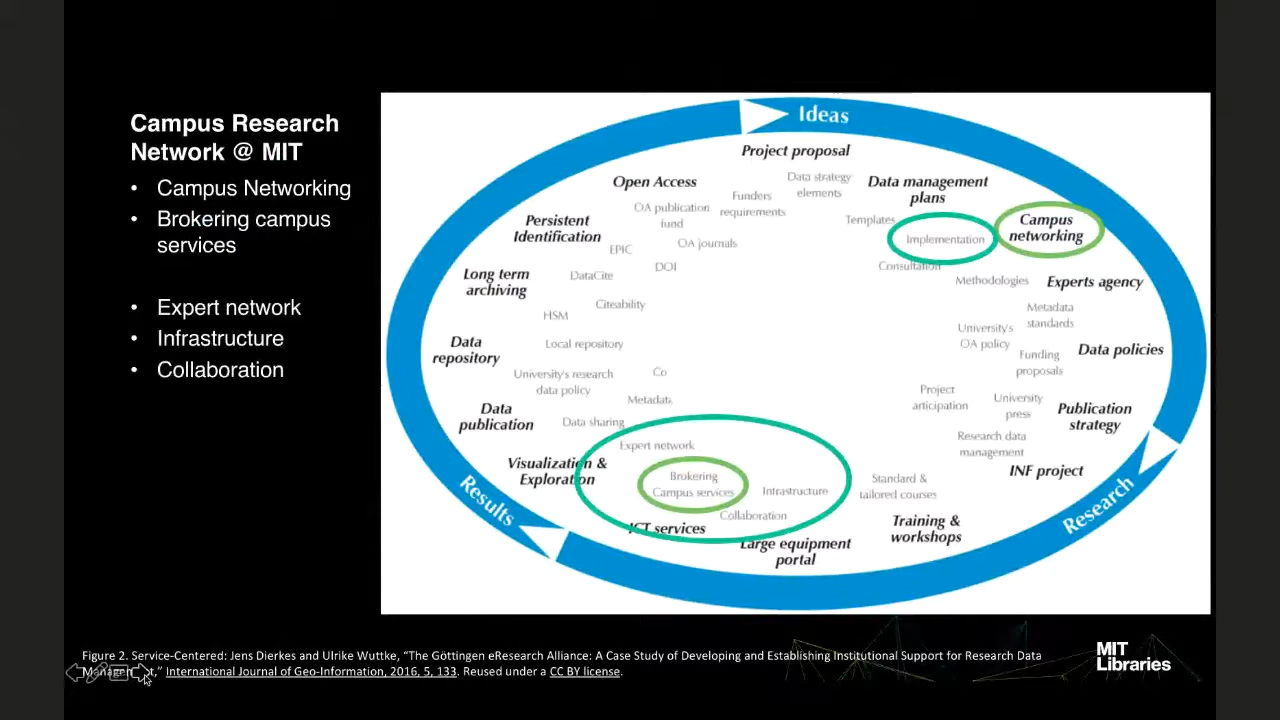 Campus Research
Network @ MIT
• Campus Networking
• Brokering campus
services
• Expert network
• Infrastructure
• Collaboration
Ideas
Project proposal
Open Access
Data strategy
elements
Data management
plans
Funders
requirements
OA publication
fund
Templates
Campus
networking
Persistent
Identification
Implementation
EPIC
OA journals
DOI
Consultation
Long term
archiving
DataCite
Methodologies
Experts agency
Citeability
HSM
Metadata
standards
University's
OA policy
Data
repository
Local repository
Funding
proposals
Data policies
University's research
data policy
Co
Metadata
Project
articipation
University
press
Data
publication
Data sharing
Publication
strategy
Expert network
Research data
management
Visualization &
Exploration
Brokering
Campus services
Infrastructure
Standard &
tailored courses
INF project
Collaboration
Results
ICT services
Large equipment
portal
Training &
workshops
Research
Figure 2. Service-Centered: Jens Dierkes and Ulrike Wuttke, “The Göttingen eResearch Alliance: A Case Study of Developing and Establishing Institutional Support for Research Data
Management,” International Journal of Geo-Information, 2016, 5, 133. Reused under a CC BY license.
MIT
Libraries